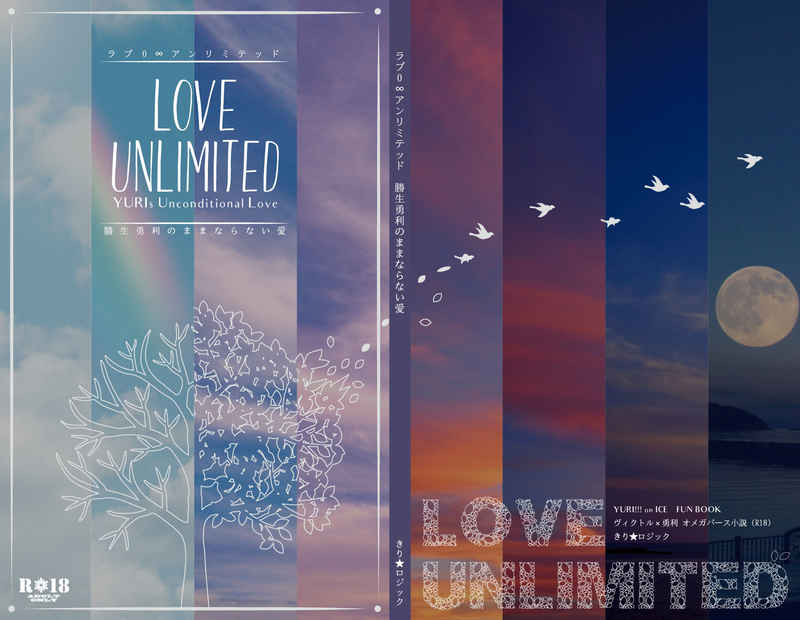 ラブ0∞アンリミテッド
LOVE
UNLIMITED
YURIs Unconditional Love
勝生勇利のままならない愛
R✡18
ADULT
ONLY
ラブ0∞アンリミテッド 勝生勇利のままならない愛
きり★ロジック
LOVE
UNLIMITED
YURI!!! on ICE FUN BOOK
ヴィクトル×勇利 オメガバース小説（R18）
きり★ロジック